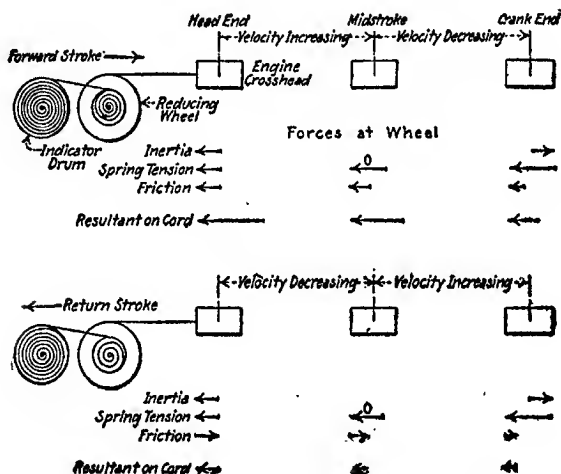 Head End Midstroke Crank End
Velocity Increasing Velocity Decreasing
Forward Stroke
Engine Crosshead
Reducing Wheel
Indicator Drum
Forces at Wheel
Inertia
0
Spring Tension
Friction
Resultant on Cord
Velocity Decreasing Velocity Increasing
Return Stroke
Inertia
0
Spring Tension
Friction
Resultant on Cord